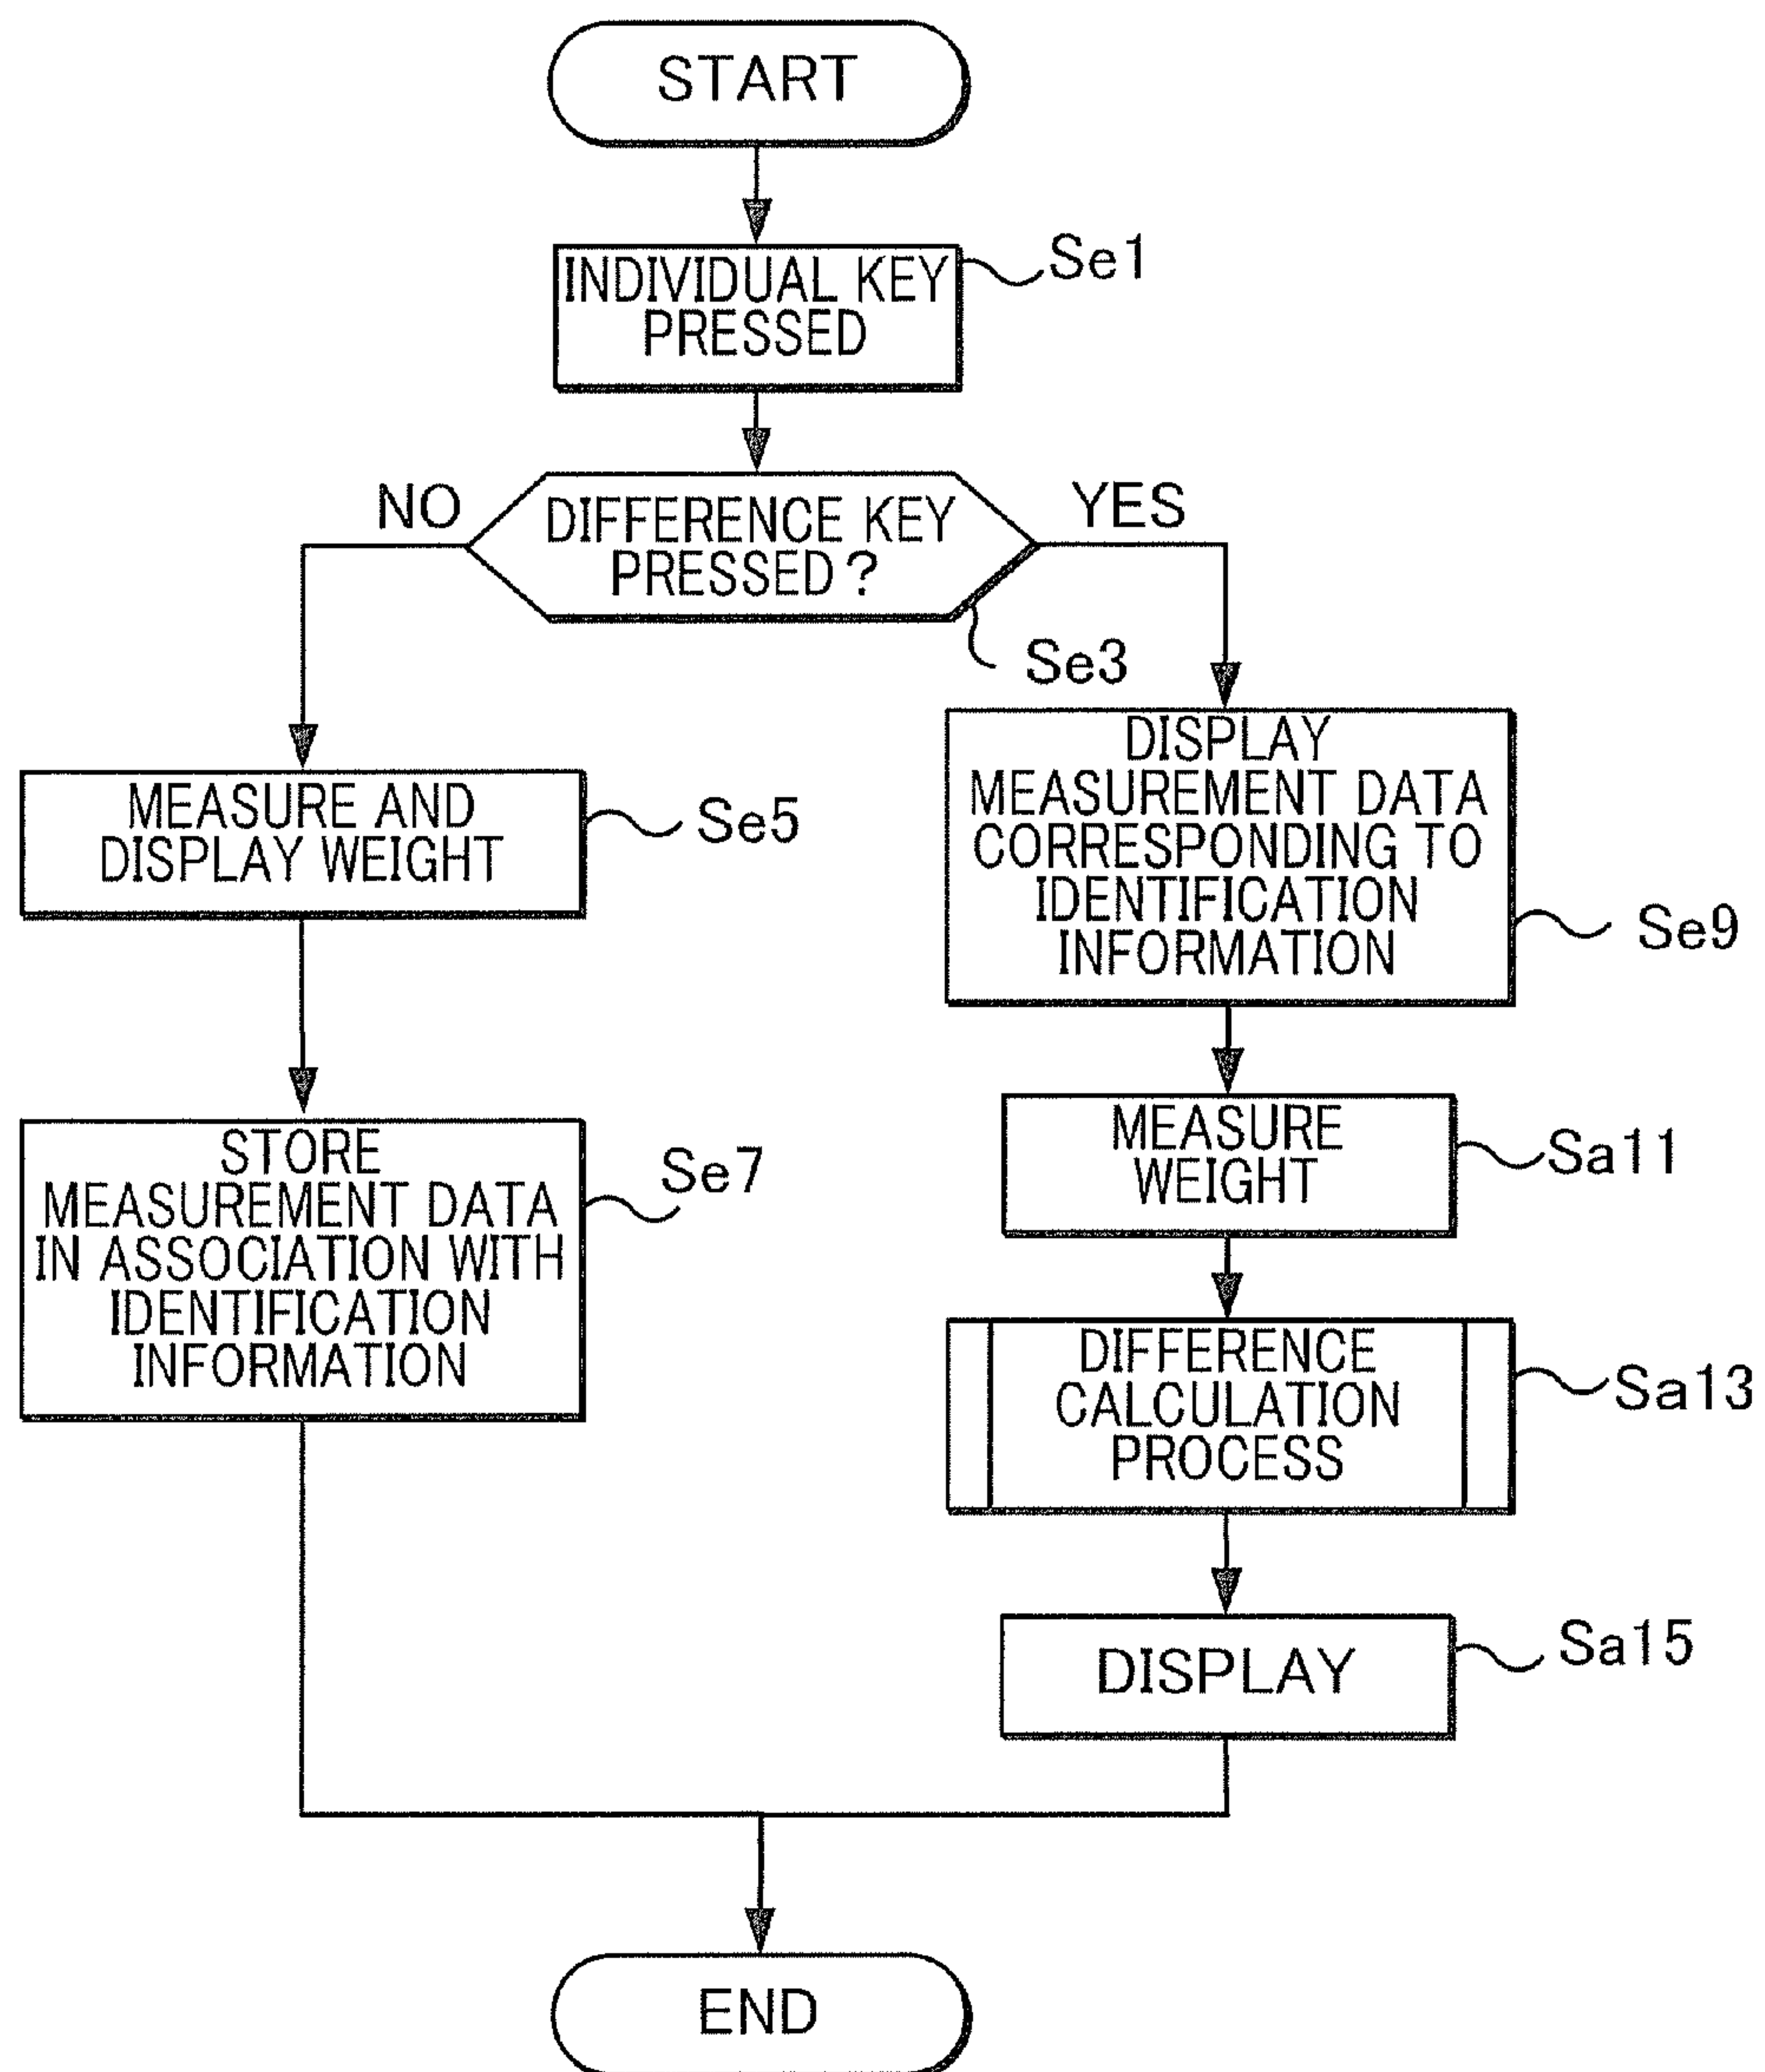 START
INDIVIDUAL KEY
PRESSED
Se1
NO
DIFFERENCE KEY
PRESSED?
YES
Se3
MEASURE AND
DISPLAY WEIGHT
Se5
DISPLAY
MEASUREMENT DATA
CORRESPONDING TO
IDENTIFICATION
INFORMATION
Se9
STORE
MEASUREMENT DATA
IN ASSOCIATION WITH
IDENTIFICATION
INFORMATION
Se7
MEASURE
WEIGHT
Sa11
DIFFERENCE
CALCULATION
PROCESS
Sa13
DISPLAY
Sa15
END